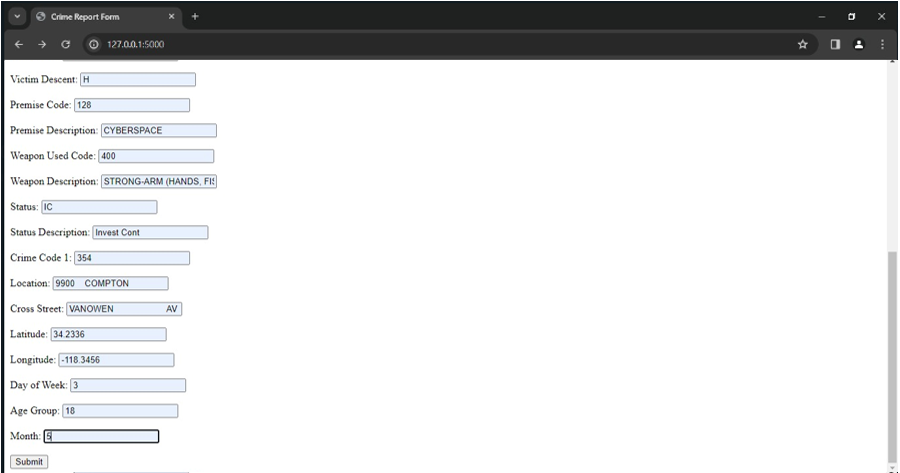 Crime Report Form
127.0.0.1:5000
Victim Descent: H
Premise Code: 128
Premise Description: CYBERSPACE
Weapon Used Code: 400
Weapon Description: STRONG-ARM (HANDS, FIS
Status: IC
Status Description: Invest Cont
Crime Code 1: 354
Location: 9900 COMPTON
Cross Street: VANOWEN AV
Latitude: 34.2336
Longitude: -118.3456
Day of Week: 3
Age Group: 18
Month: 5
Submit